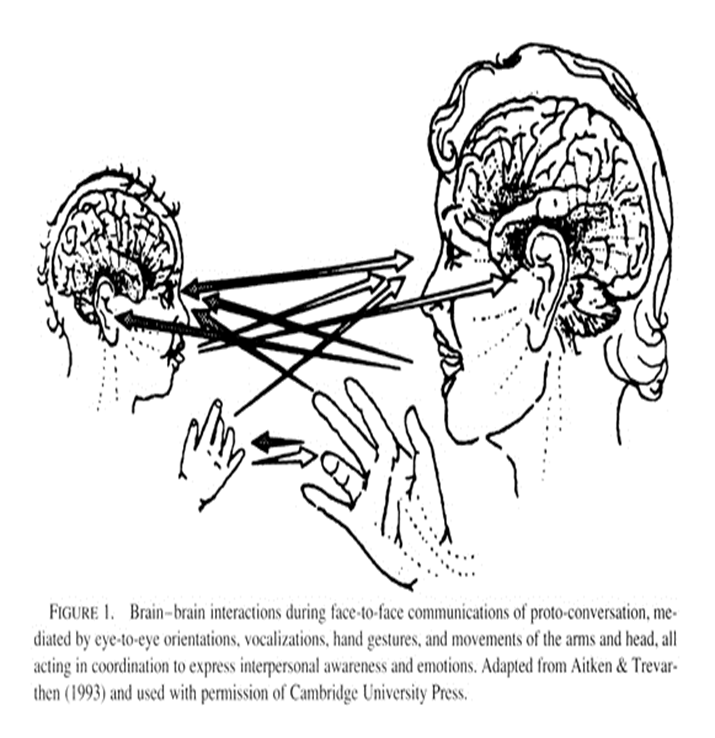 FIGURE 1. Brain–brain interactions during face-to-face communications of proto-conversation, me-
diated by eye-to-eye orientations, vocalizations, hand gestures, and movements of the arms and head, all
acting in coordination to express interpersonal awareness and emotions. Adapted from Aitken & Trevar-
then (1993) and used with permission of Cambridge University Press.